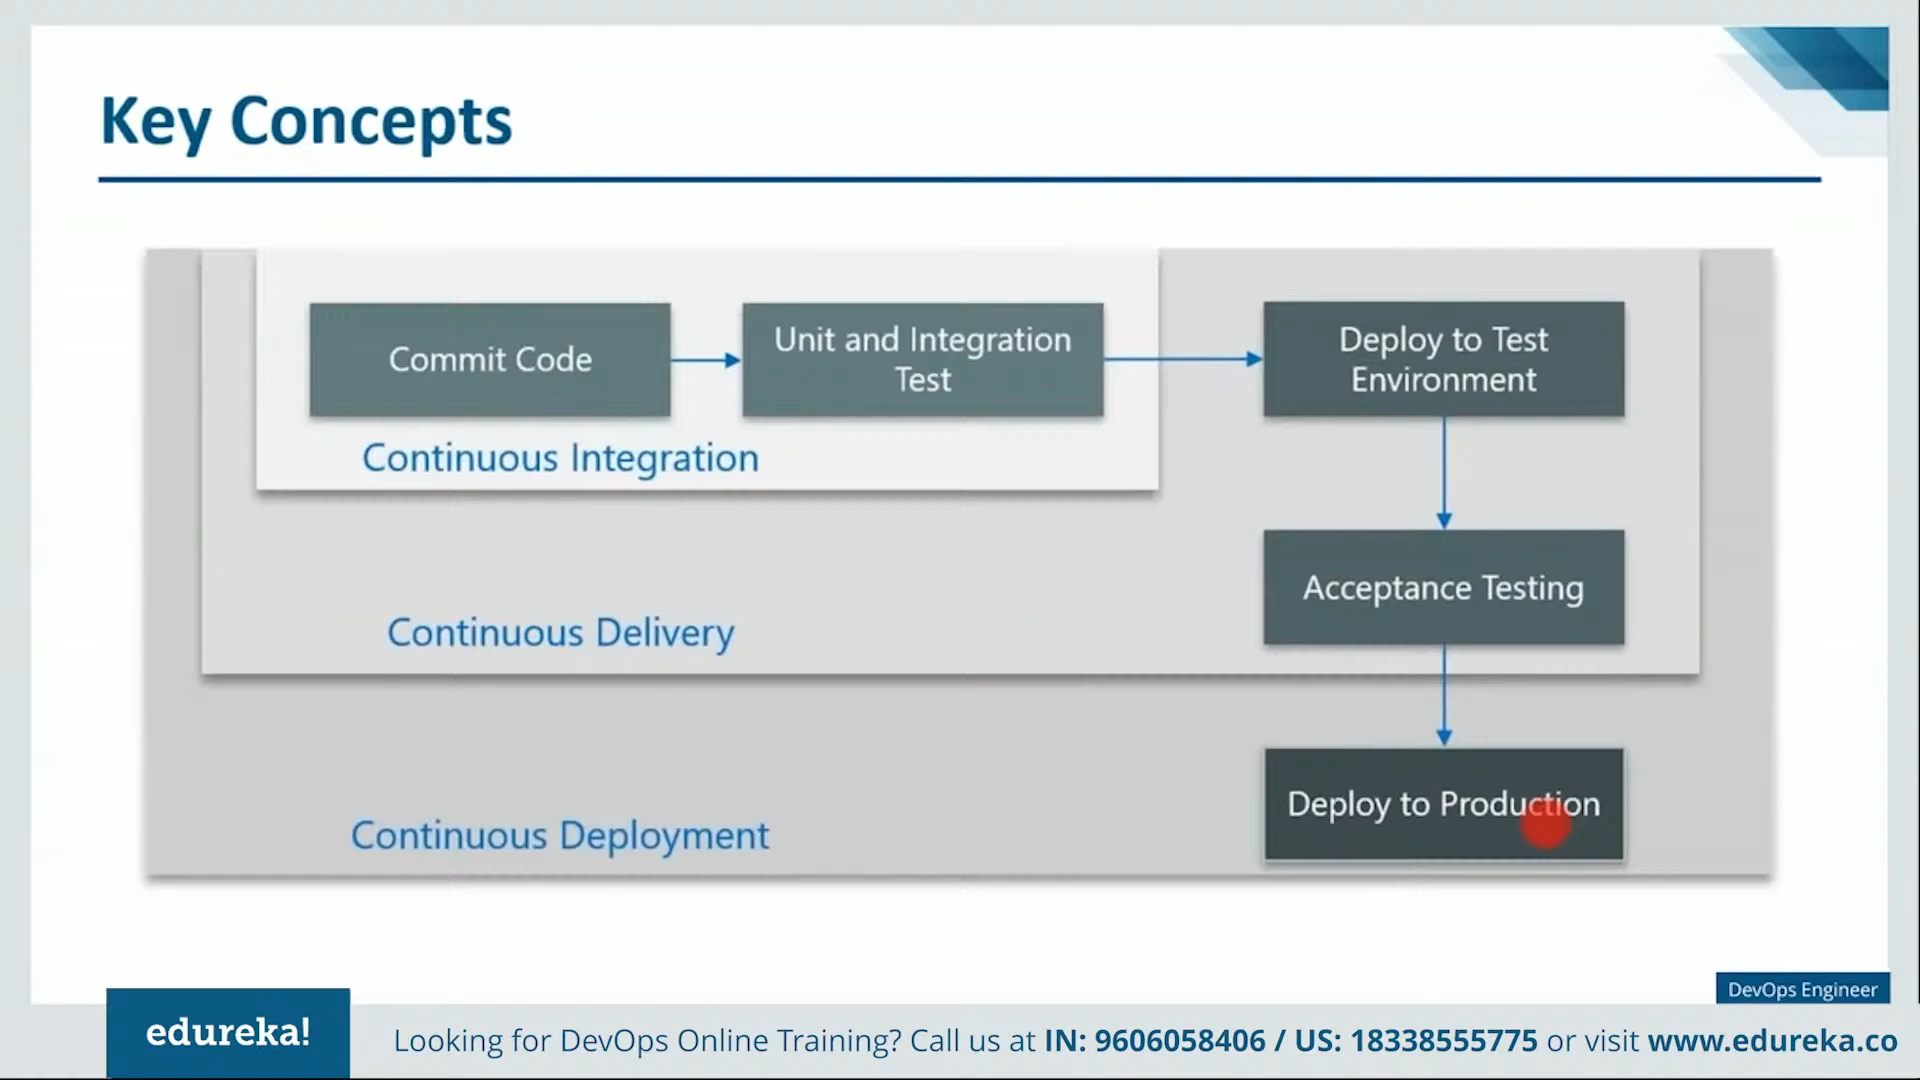 Key Concepts
Commit Code
Unit and Integration
Test
Deploy to Test
Environment
Continuous Integration
Acceptance Testing
Continuous Delivery
Deploy to Production
Continuous Deployment
DevOps Engineer
edureka!
Looking for DevOps Online Training? Call us at IN: 9606058406 / US: 18338555775 or visit www.edureka.co